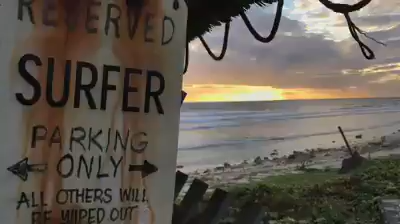 RESERVED
SURFER
PARKING
ONLY
ALL OTHERS WILL
BE WIPED OUT